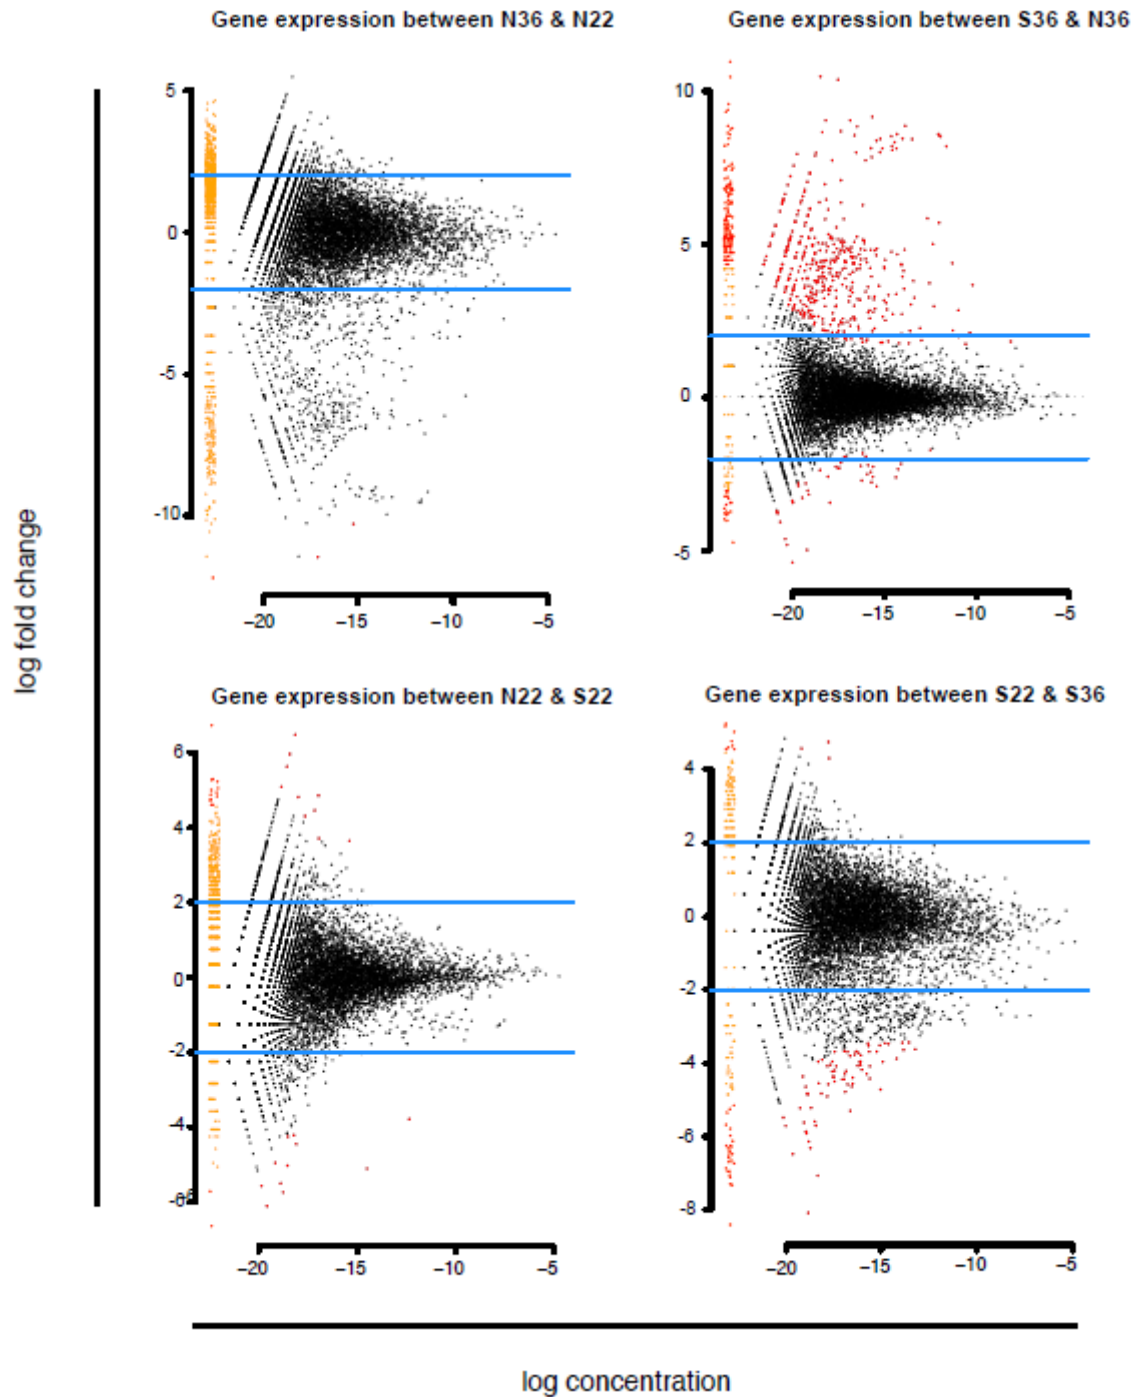 Gene expression between N36 & N22
Gene expression between S36 & N36
5
0
-5
-10
−20 −15 −10 −5
10
5
0
-5
−20 −15 −10 −5
log fold change
Gene expression between N22 & S22
Gene expression between S22 & S36
6
4
2
0
-2
-4
−20 −15 −10 −5
4
2
0
-2
-4
-6
-8
−20 −15 −10 −5
log concentration